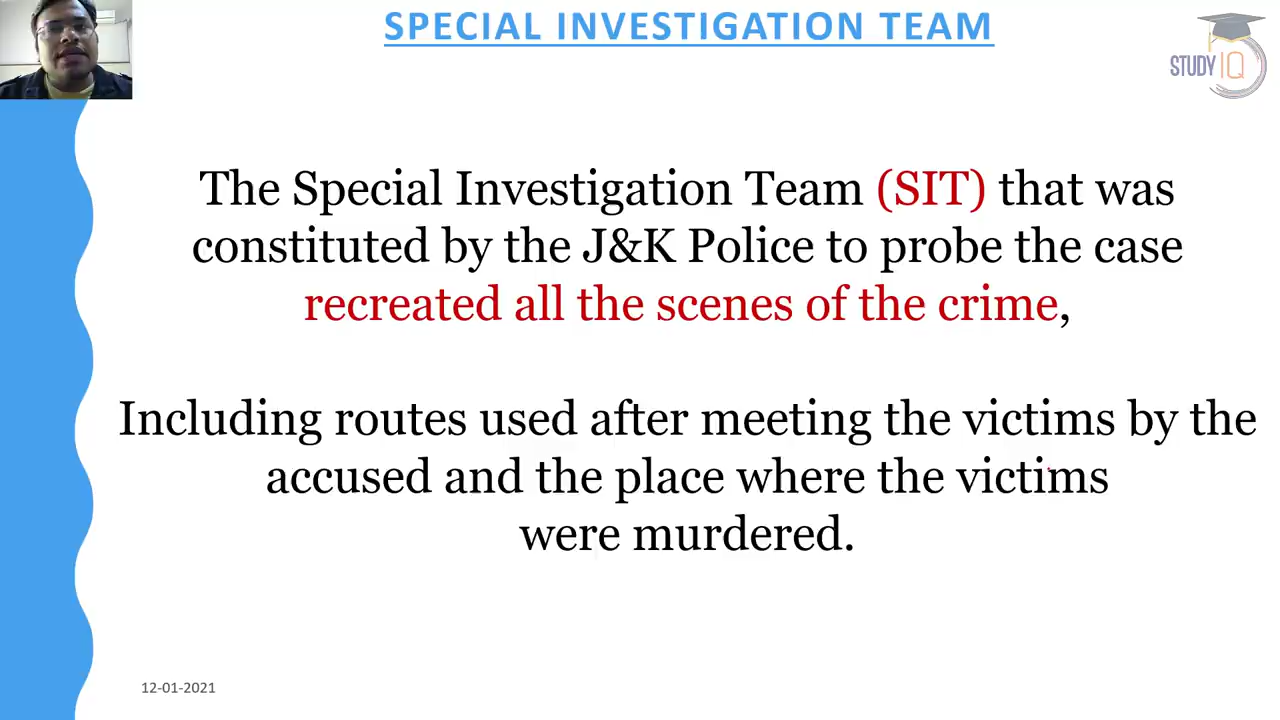 SPECIAL INVESTIGATION TEAM
STUDY IQ
The Special Investigation Team (SIT) that was
constituted by the J&K Police to probe the case
recreated all the scenes of the crime,
Including routes used after meeting the victims by the
accused and the place where the victims
were murdered.
12-01-2021